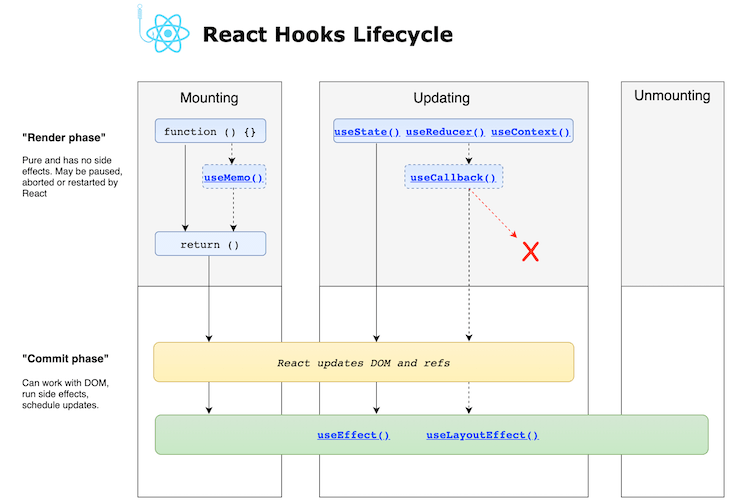 React Hooks Lifecycle
Mounting
Updating
Unmounting
"Render phase"
Pure and has no side
effects. May be paused,
aborted or restarted by
React
function () {}
useMemo()
return ()
useState() useReducer() useContext()
useCallback()
"Commit phase"
Can work with DOM,
run side effects,
schedule updates.
React updates DOM and refs
useEffect() useLayoutEffect()